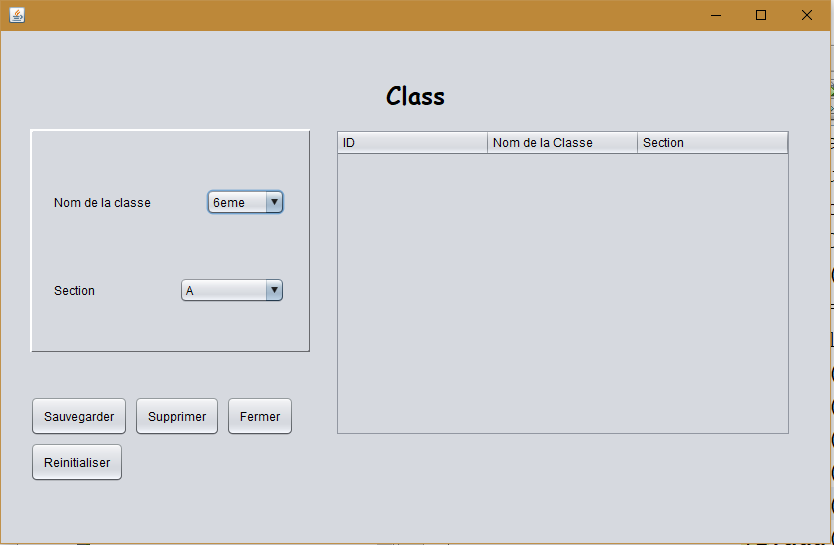 Class
Nom de la classe
6eme
Section
A
ID
Nom de la Classe
Section
Sauvegarder
Supprimer
Fermer
Reinitialiser